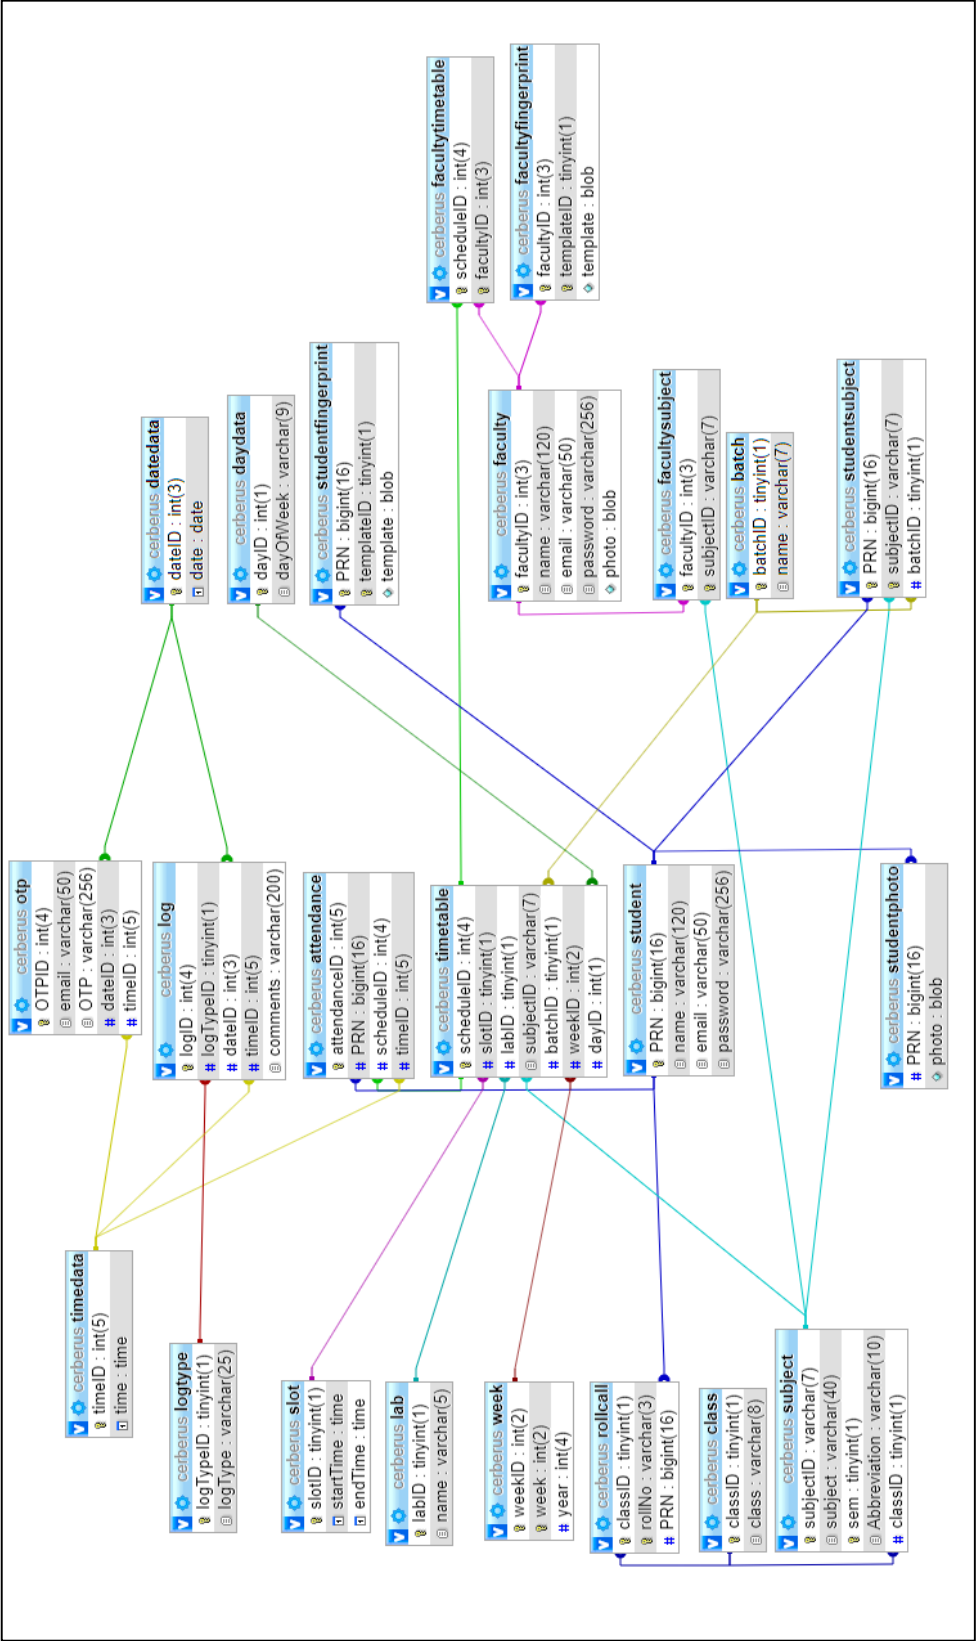 cerberus timedata
timeID : int(5)
time : time
cerberus logtype
logTypeID : tinyint(1)
logType : varchar(25)
cerberus slot
slotID : tinyint(1)
startTime : time
endTime : time
cerberus lab
labID : tinyint(1)
name : varchar(5)
cerberus week
weekID : int(2)
week : int(2)
# year : int(4)
cerberus rollcall
classID : tinyint(1)
rollNo : varchar(3)
# PRN : bigint(16)
cerberus class
classID : tinyint(1)
class : varchar(8)
cerberus subject
subjectID : varchar(7)
subject : varchar(40)
sem : tinyint(1)
Abbreviation : varchar(10)
# classID : tinyint(1)
cerberus otp
OTPID : int(4)
email : varchar(50)
OTP : varchar(256)
# dateID : int(3)
# timeID : int(5)
cerberus log
logID : int(4)
# logTypeID : tinyint(1)
# dateID : int(3)
# timeID : int(5)
comments : varchar(200)
cerberus attendance
attendanceID : int(5)
# PRN : bigint(16)
# scheduleID : int(4)
# timeID : int(5)
cerberus timetable
scheduleID : int(4)
# slotID : tinyint(1)
# labID : tinyint(1)
subjectID : varchar(7)
# batchID : tinyint(1)
# weekID : int(2)
# dayID : int(1)
cerberus student
PRN : bigint(16)
name : varchar(120)
email : varchar(50)
password : varchar(256)
cerberus studentphoto
# PRN : bigint(16)
photo : blob
cerberus datedata
dateID : int(3)
date : date
cerberus daydata
dayID : int(1)
dayOfWeek : varchar(9)
cerberus studentfingerprint
PRN : bigint(16)
templateID : tinyint(1)
template : blob
cerberus faculty
facultyID : int(3)
name : varchar(120)
email : varchar(50)
password : varchar(256)
photo : blob
cerberus facultysubject
facultyID : int(3)
subjectID : varchar(7)
cerberus batch
batchID : tinyint(1)
name : varchar(7)
cerberus studentsubject
PRN : bigint(16)
subjectID : varchar(7)
# batchID : tinyint(1)
cerberus facultytimetable
scheduleID : int(4)
facultyID : int(3)
cerberus facultyfingerprint
facultyID : int(3)
templateID : tinyint(1)
template : blob